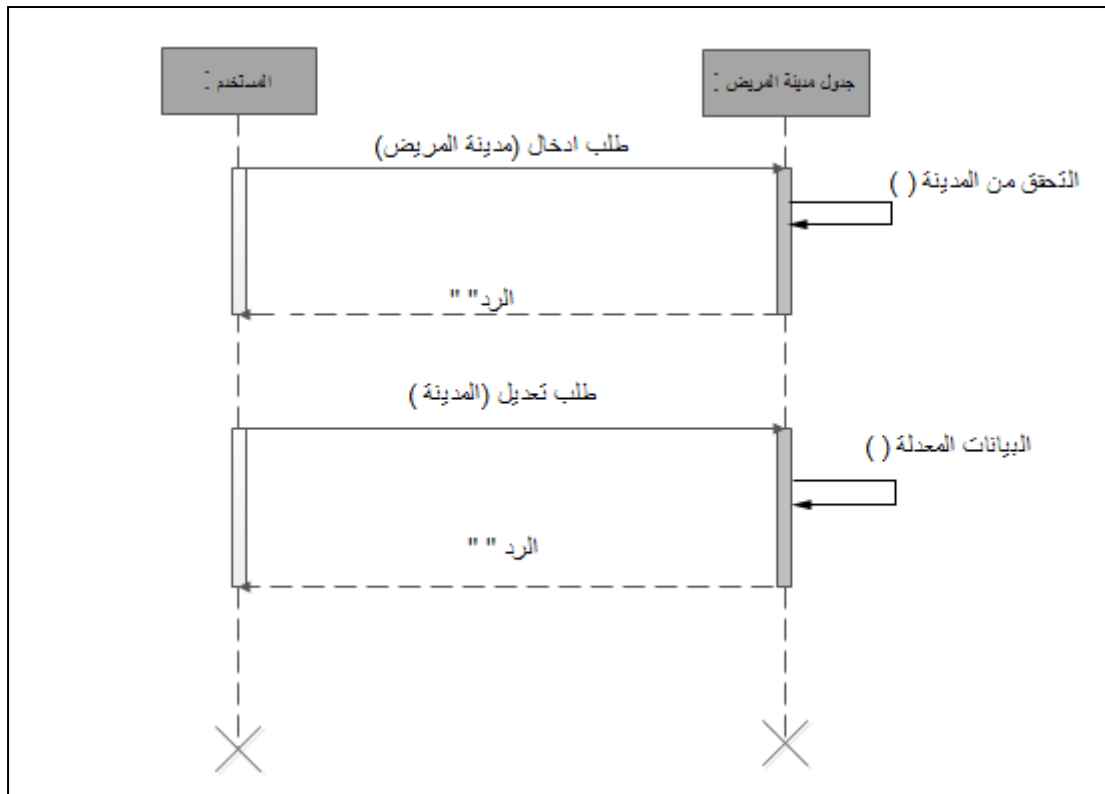 المستخدم :
جدول مدينة المريض :
طلب ادخال (مدينة المريض)
التحقق من المدينة ( )
الرد" "
طلب تعديل (المدينة )
البيانات المعدلة ( )
الرد " "